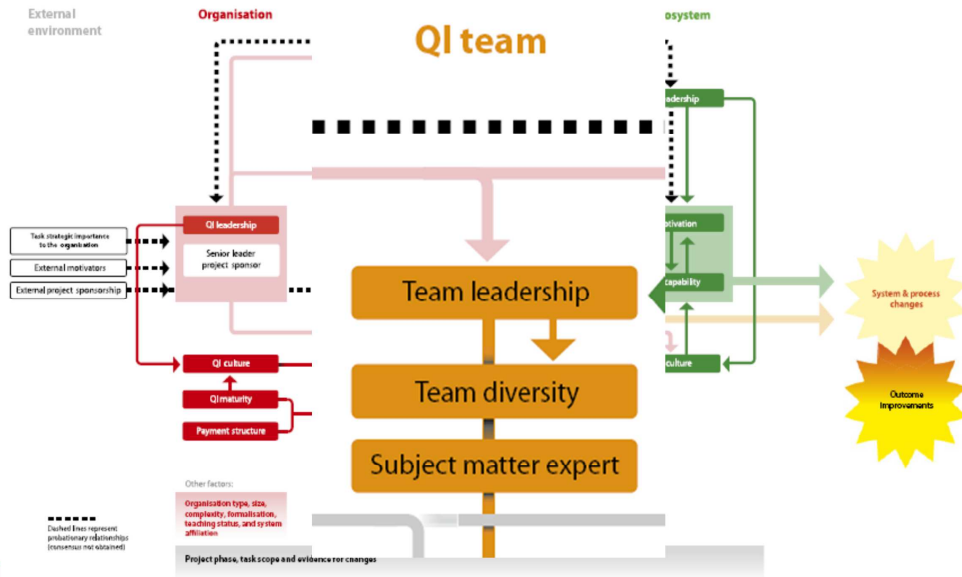 External
environment
Organisation
QI team
osystem
adership
QI leadership
Senior leader
project sponsor
Task strategic importance
to the organisation
External motivators
External project sponsorship
Team leadership
Team diversity
Subject matter expert
otivation
capability
culture
System & process
changes
Outcome
improvements
QI culture
QI maturity
Payment structure
Other factors:
Organisation type, size,
complexity, formalisation,
teaching status, and system
affiliation
Dashed lines represent
probationary relationships
(consensus not obtained)
Project phase, task scope and evidence for changes